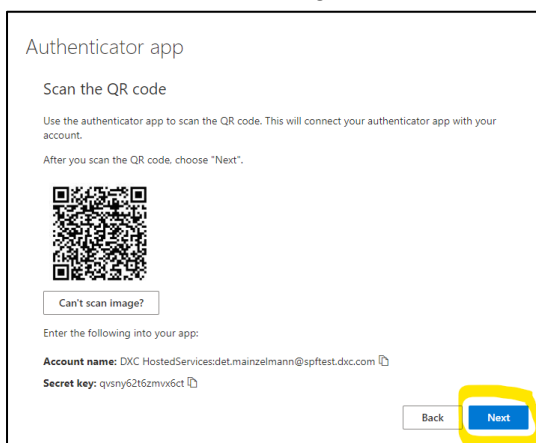 Authenticator app
Scan the QR code
Use the authenticator app to scan the QR code. This will connect your authenticator app with your
account.
After you scan the QR code, choose "Next".
Can't scan image?
Enter the following into your app:
Account name: DXC HostedServices:det.mainzelmann@spftest.dxc.com
Secret key: qvsny62t6zmvx6ct
Back Next